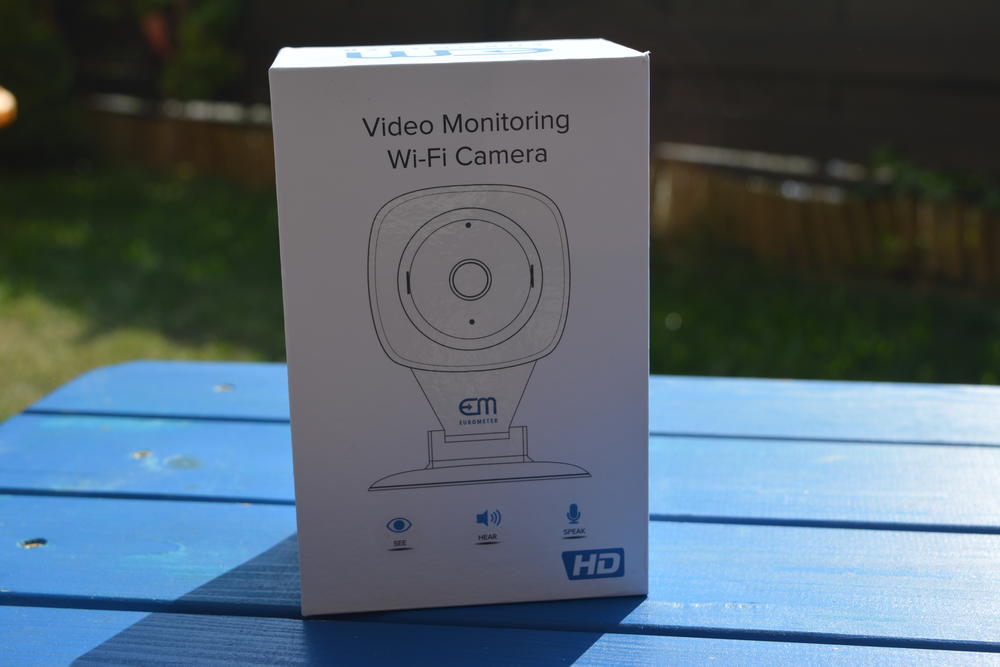 Video Monitoring
Wi-Fi Camera
EM
EUROMETER
SEE
HEAR
SPEAK
HD